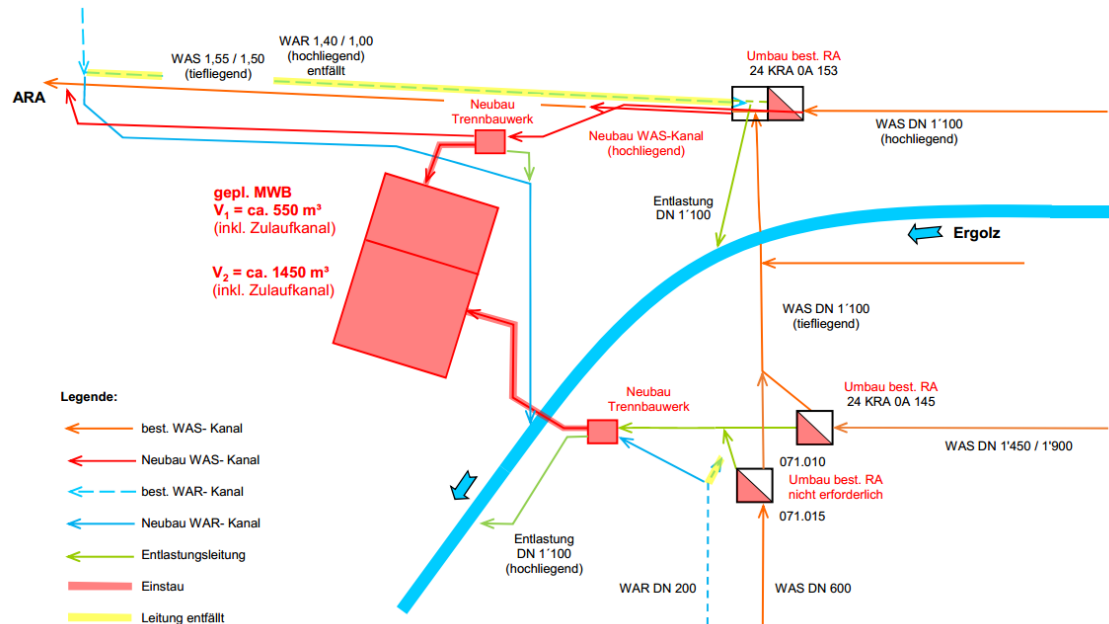 WAS 1,55 / 1,50
(tiefliegend)
WAR 1,40 / 1,00
(hochliegend)
entfällt
Umbau best. RA
24 KRA 0A 153
ARA
Neubau
Trennbauwerk
Neubau WAS-Kanal
(hochliegend)
WAS DN 1'100
(hochliegend)
gepl. MWB
V1 = ca. 550 m³
(inkl. Zulaufkanal)
V2 = ca. 1450 m³
(inkl. Zulaufkanal)
Entlastung
DN 1´100
Ergolz
WAS DN 1´100
(tiefliegend)
Neubau
Trennbauwerk
Umbau best. RA
24 KRA 0A 145
WAS DN 1'450 / 1'900
071.010
Umbau best. RA
nicht erforderlich
071.015
Entlastung
DN 1´100
(hochliegend)
WAR DN 200
WAS DN 600
Legende:
best. WAS- Kanal
Neubau WAS- Kanal
best. WAR- Kanal
Neubau WAR- Kanal
Entlastungsleitung
Einstau
Leitung entfällt